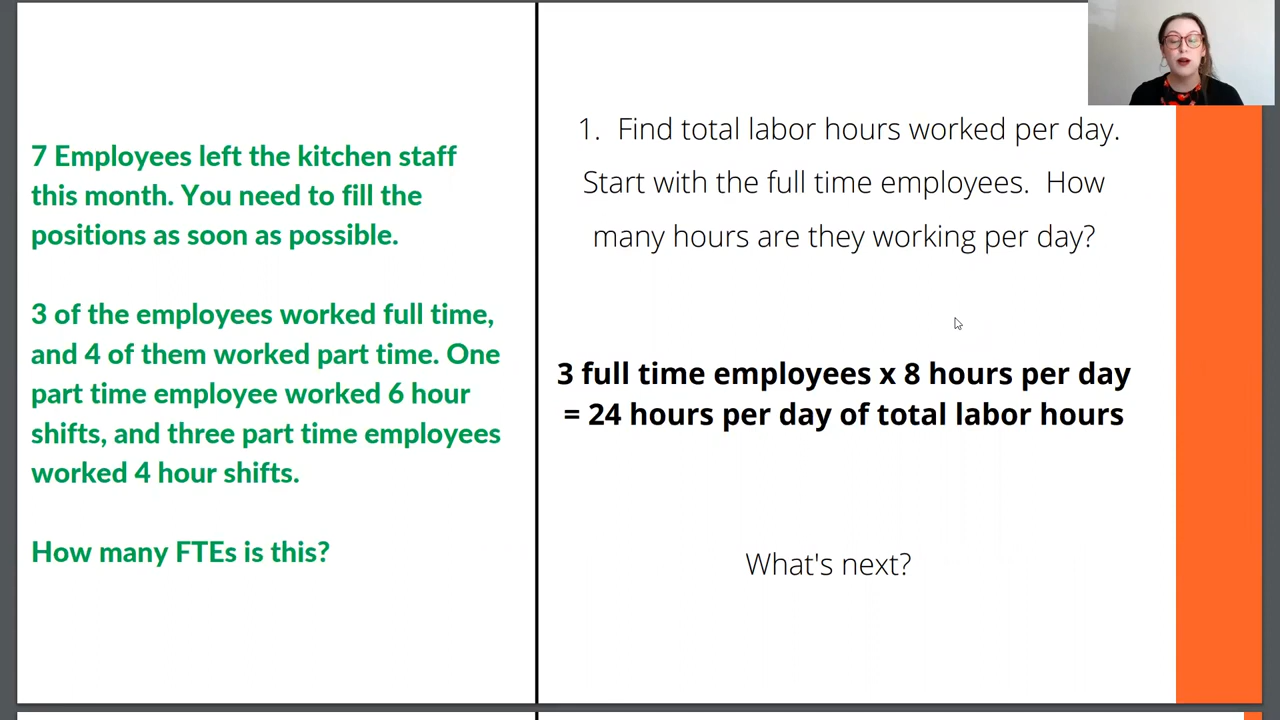 7 Employees left the kitchen staff
this month. You need to fill the
positions as soon as possible.
3 of the employees worked full time,
and 4 of them worked part time. One
part time employee worked 6 hour
shifts, and three part time employees
worked 4 hour shifts.
How many FTEs is this?
1. Find total labor hours worked per day.
Start with the full time employees. How
many hours are they working per day?
3 full time employees x 8 hours per day
= 24 hours per day of total labor hours
What's next?